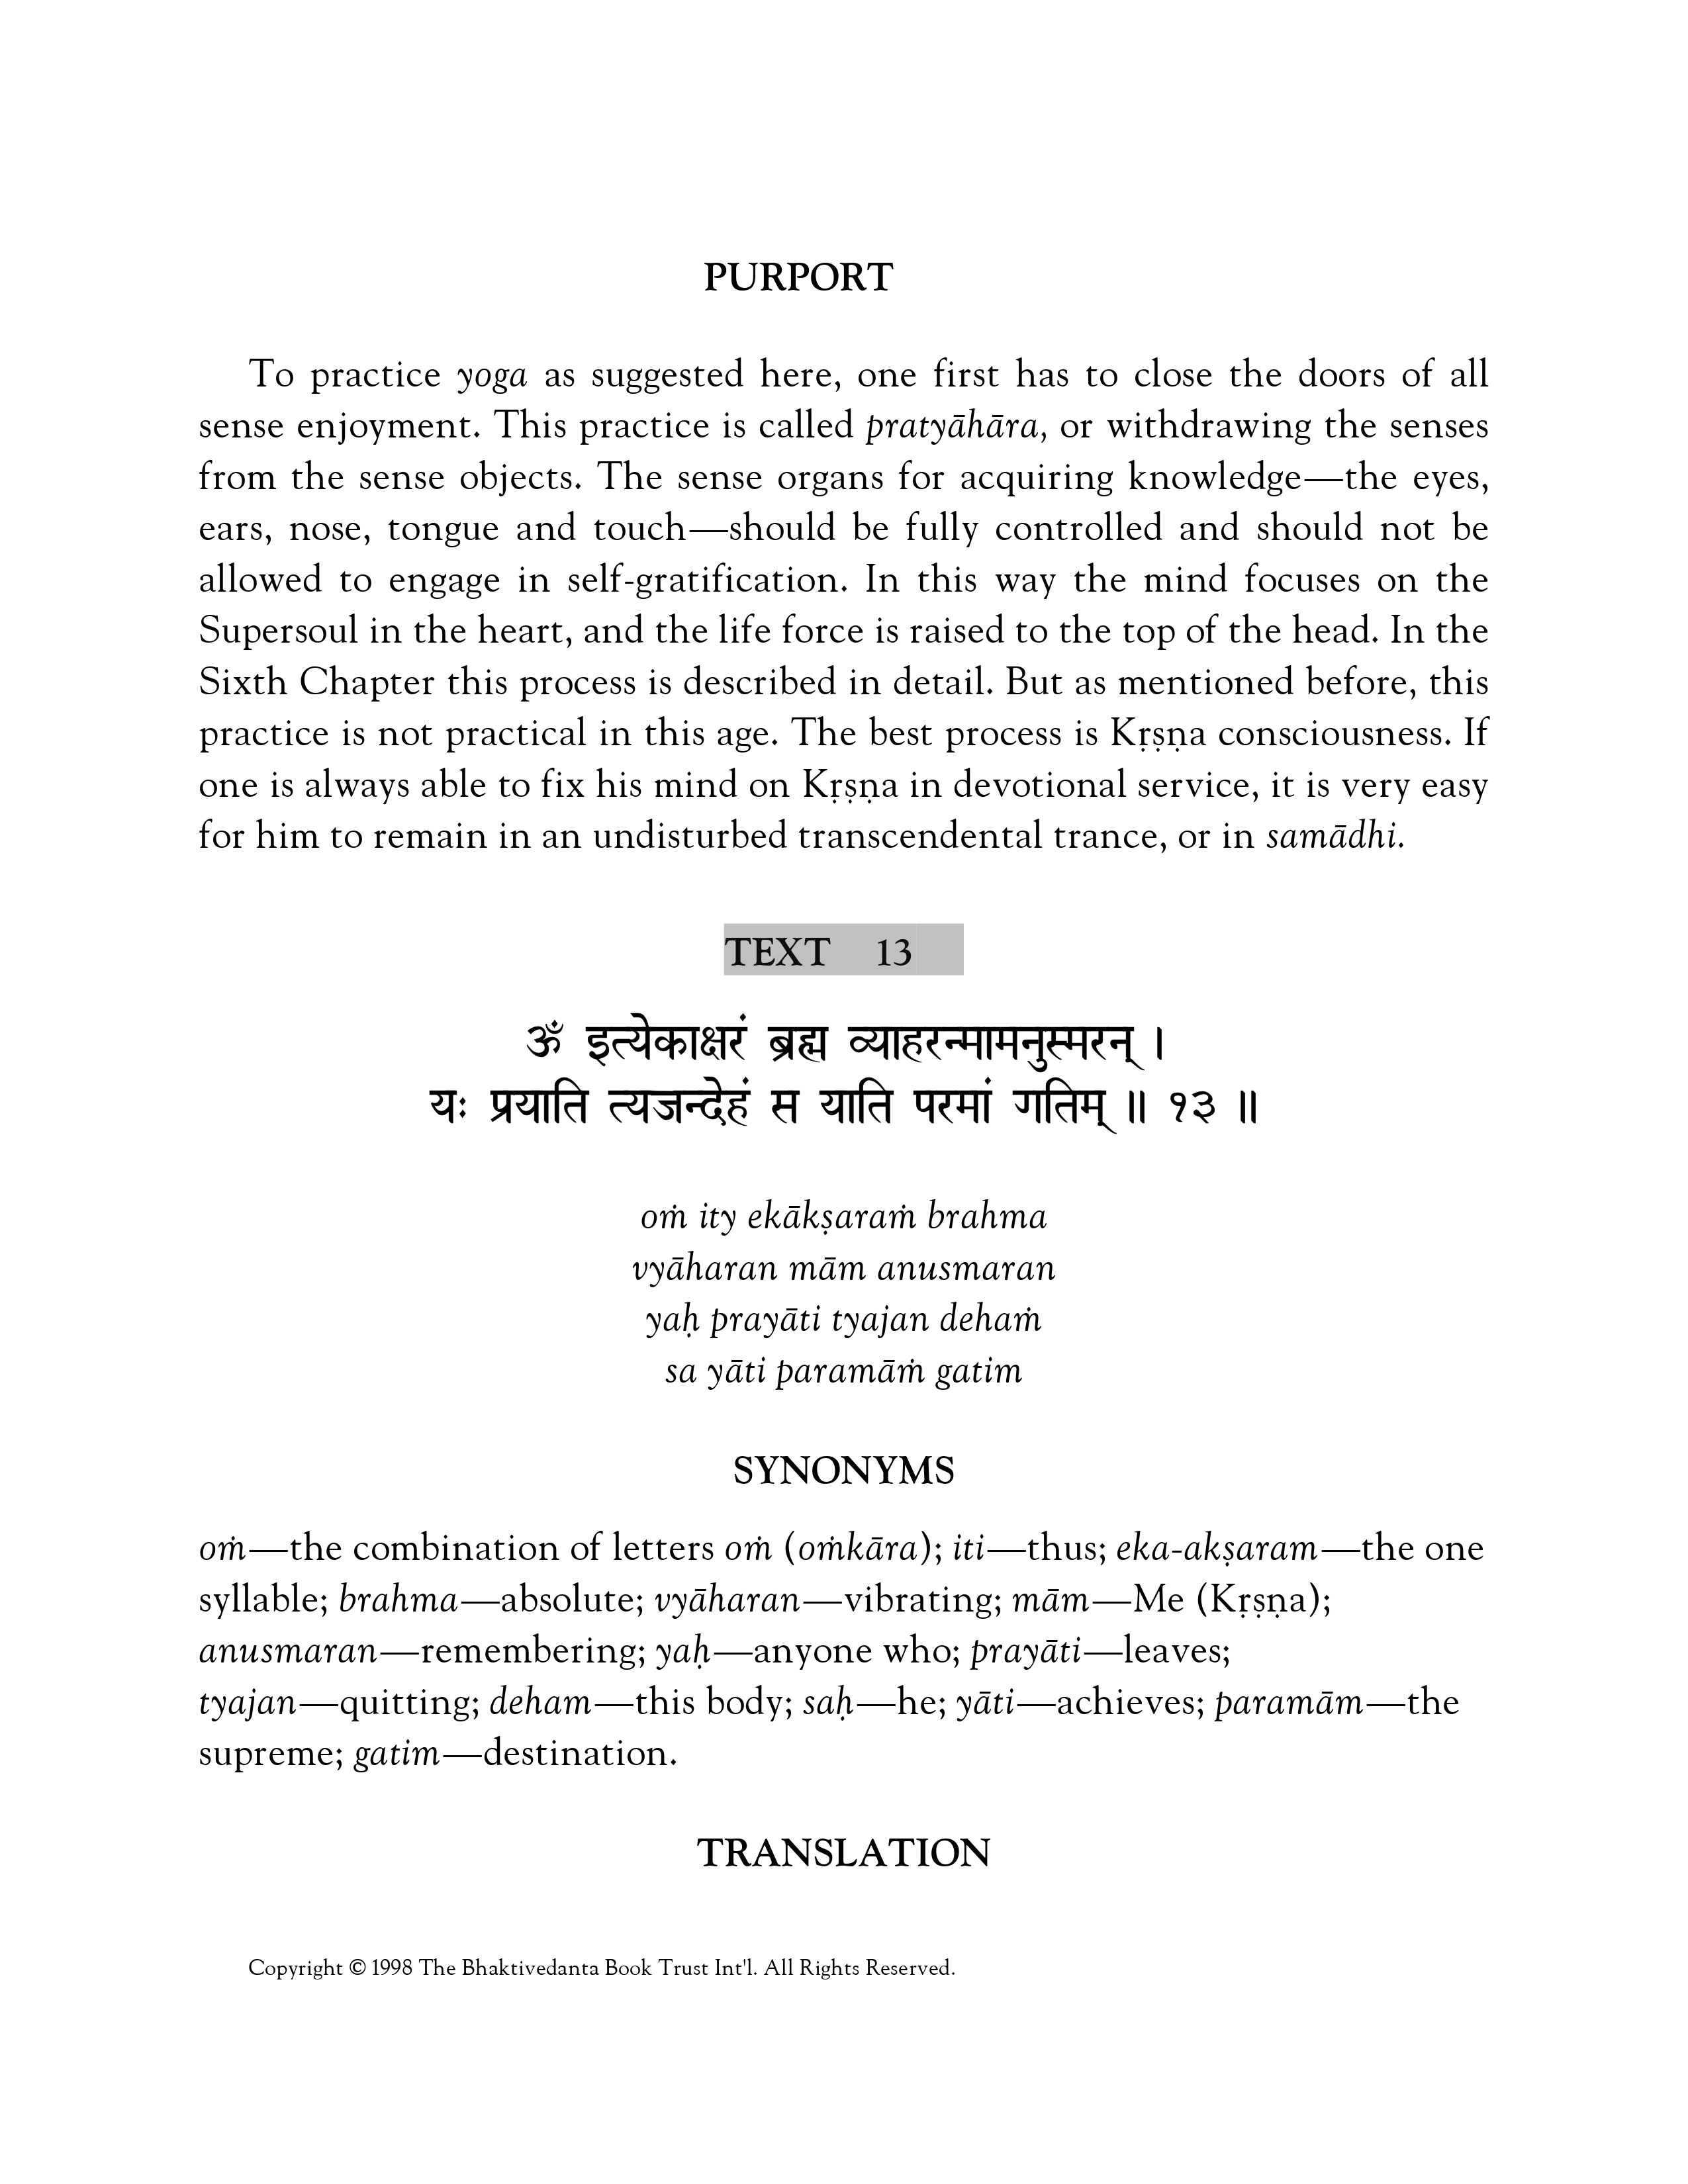 PURPORT
To practice yoga as suggested here, one first has to close the doors of all
sense enjoyment. This practice is called pratyāhāra, or withdrawing the senses
from the sense objects. The sense organs for acquiring knowledge—the eyes,
ears, nose, tongue and touch—should be fully controlled and should not be
allowed to engage in self-gratification. In this way the mind focuses on the
Supersoul in the heart, and the life force is raised to the top of the head. In the
Sixth Chapter this process is described in detail. But as mentioned before, this
practice is not practical in this age. The best process is Kṛṣṇa consciousness. If
one is always able to fix his mind on Kṛṣṇa in devotional service, it is very easy
for him to remain in an undisturbed transcendental trance, or in samādhi.
TEXT 13
ॐ इत्येकाक्षरं ब्रह्म व्याहरन्मामनुस्मरन् ।
यः प्रयाति त्यजन्देहं स याति परमां गतिम् ॥ १३ ॥
oṁ ity ekākṣaraṁ brahma
vyāharan mām anusmaran
yaḥ prayāti tyajan dehaṁ
sa yāti paramāṁ gatim
SYNONYMS
oṁ—the combination of letters oṁ (oṁkāra); iti—thus; eka-akṣaram—the one
syllable; brahma—absolute; vyāharan—vibrating; mām—Me (Kṛṣṇa);
anusmaran—remembering; yaḥ—anyone who; prayāti—leaves;
tyajan—quitting; deham—this body; saḥ—he; yāti—achieves; paramām—the
supreme; gatim—destination.
TRANSLATION
Copyright © 1998 The Bhaktivedanta Book Trust Int'l. All Rights Reserved.